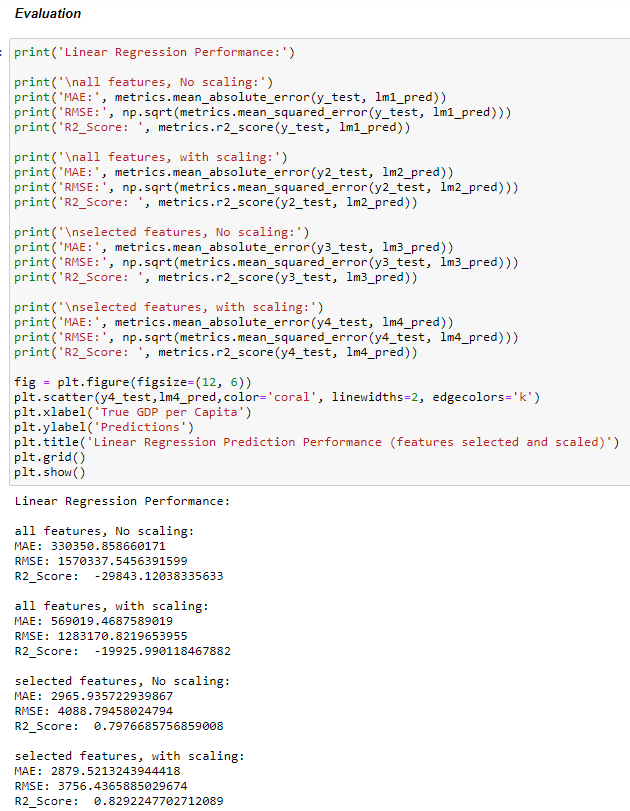 Evaluation
print('Linear Regression Performance:')
print('\nall features, No scaling:')
print('MAE:', metrics.mean_absolute_error(y_test, lm1_pred))
print('RMSE:', np.sqrt(metrics.mean_squared_error(y_test, lm1_pred)))
print('R2_Score: ', metrics.r2_score(y_test, lm1_pred))
print('\nall features, with scaling:')
print('MAE:', metrics.mean_absolute_error(y2_test, lm2_pred))
print('RMSE:', np.sqrt(metrics.mean_squared_error(y2_test, lm2_pred)))
print('R2_Score: ', metrics.r2_score(y2_test, lm2_pred))
print('\nselected features, No scaling:')
print('MAE:', metrics.mean_absolute_error(y3_test, lm3_pred))
print('RMSE:', np.sqrt(metrics.mean_squared_error(y3_test, lm3_pred)))
print('R2_Score: ', metrics.r2_score(y3_test, lm3_pred))
print('\nselected features, with scaling:')
print('MAE:', metrics.mean_absolute_error(y4_test, lm4_pred))
print('RMSE:', np.sqrt(metrics.mean_squared_error(y4_test, lm4_pred)))
print('R2_Score: ', metrics.r2_score(y4_test, lm4_pred))
fig = plt.figure(figsize=(12, 6))
plt.scatter(y4_test,lm4_pred,color='coral', linewidths=2, edgecolors='k')
plt.xlabel('True GDP per Capita')
plt.ylabel('Predictions')
plt.title('Linear Regression Prediction Performance (features selected and scaled)')
plt.grid()
plt.show()
Linear Regression Performance:
all features, No scaling:
MAE: 330350.858660171
RMSE: 1570337.5456391599
R2_Score:  -29843.12038335633
all features, with scaling:
MAE: 569019.4687589019
RMSE: 1283170.8219653955
R2_Score:  -19925.990118467882
selected features, No scaling:
MAE: 2965.935722939867
RMSE: 4088.79458024794
R2_Score:  0.7976685756859008
selected features, with scaling:
MAE: 2879.5213243944418
RMSE: 3756.4365885029674
R2_Score:  0.8292247702712089